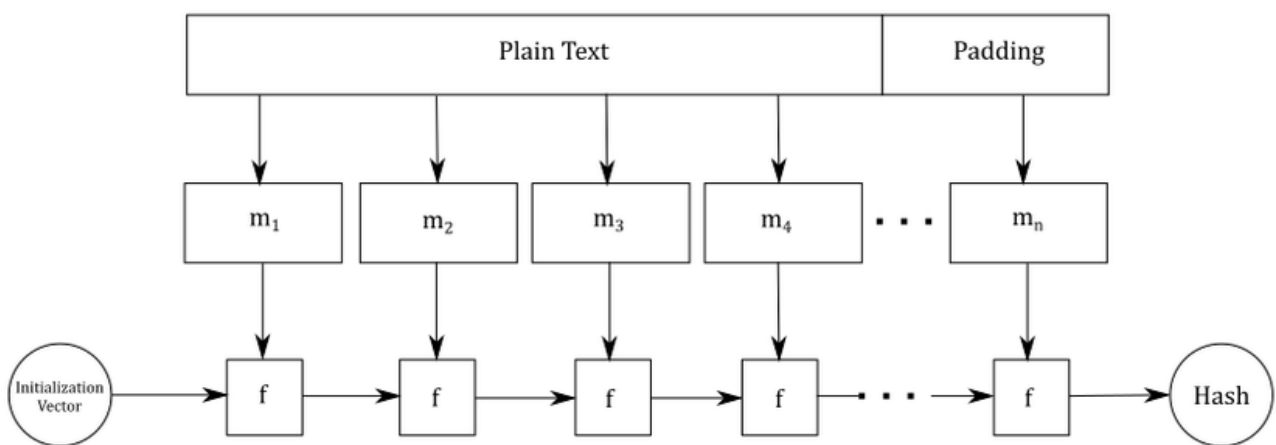 Plain Text
Padding
m₁
m₂
m₃
m₄
. . .
mₙ
Initialization
Vector
f
f
f
f
. . .
f
Hash